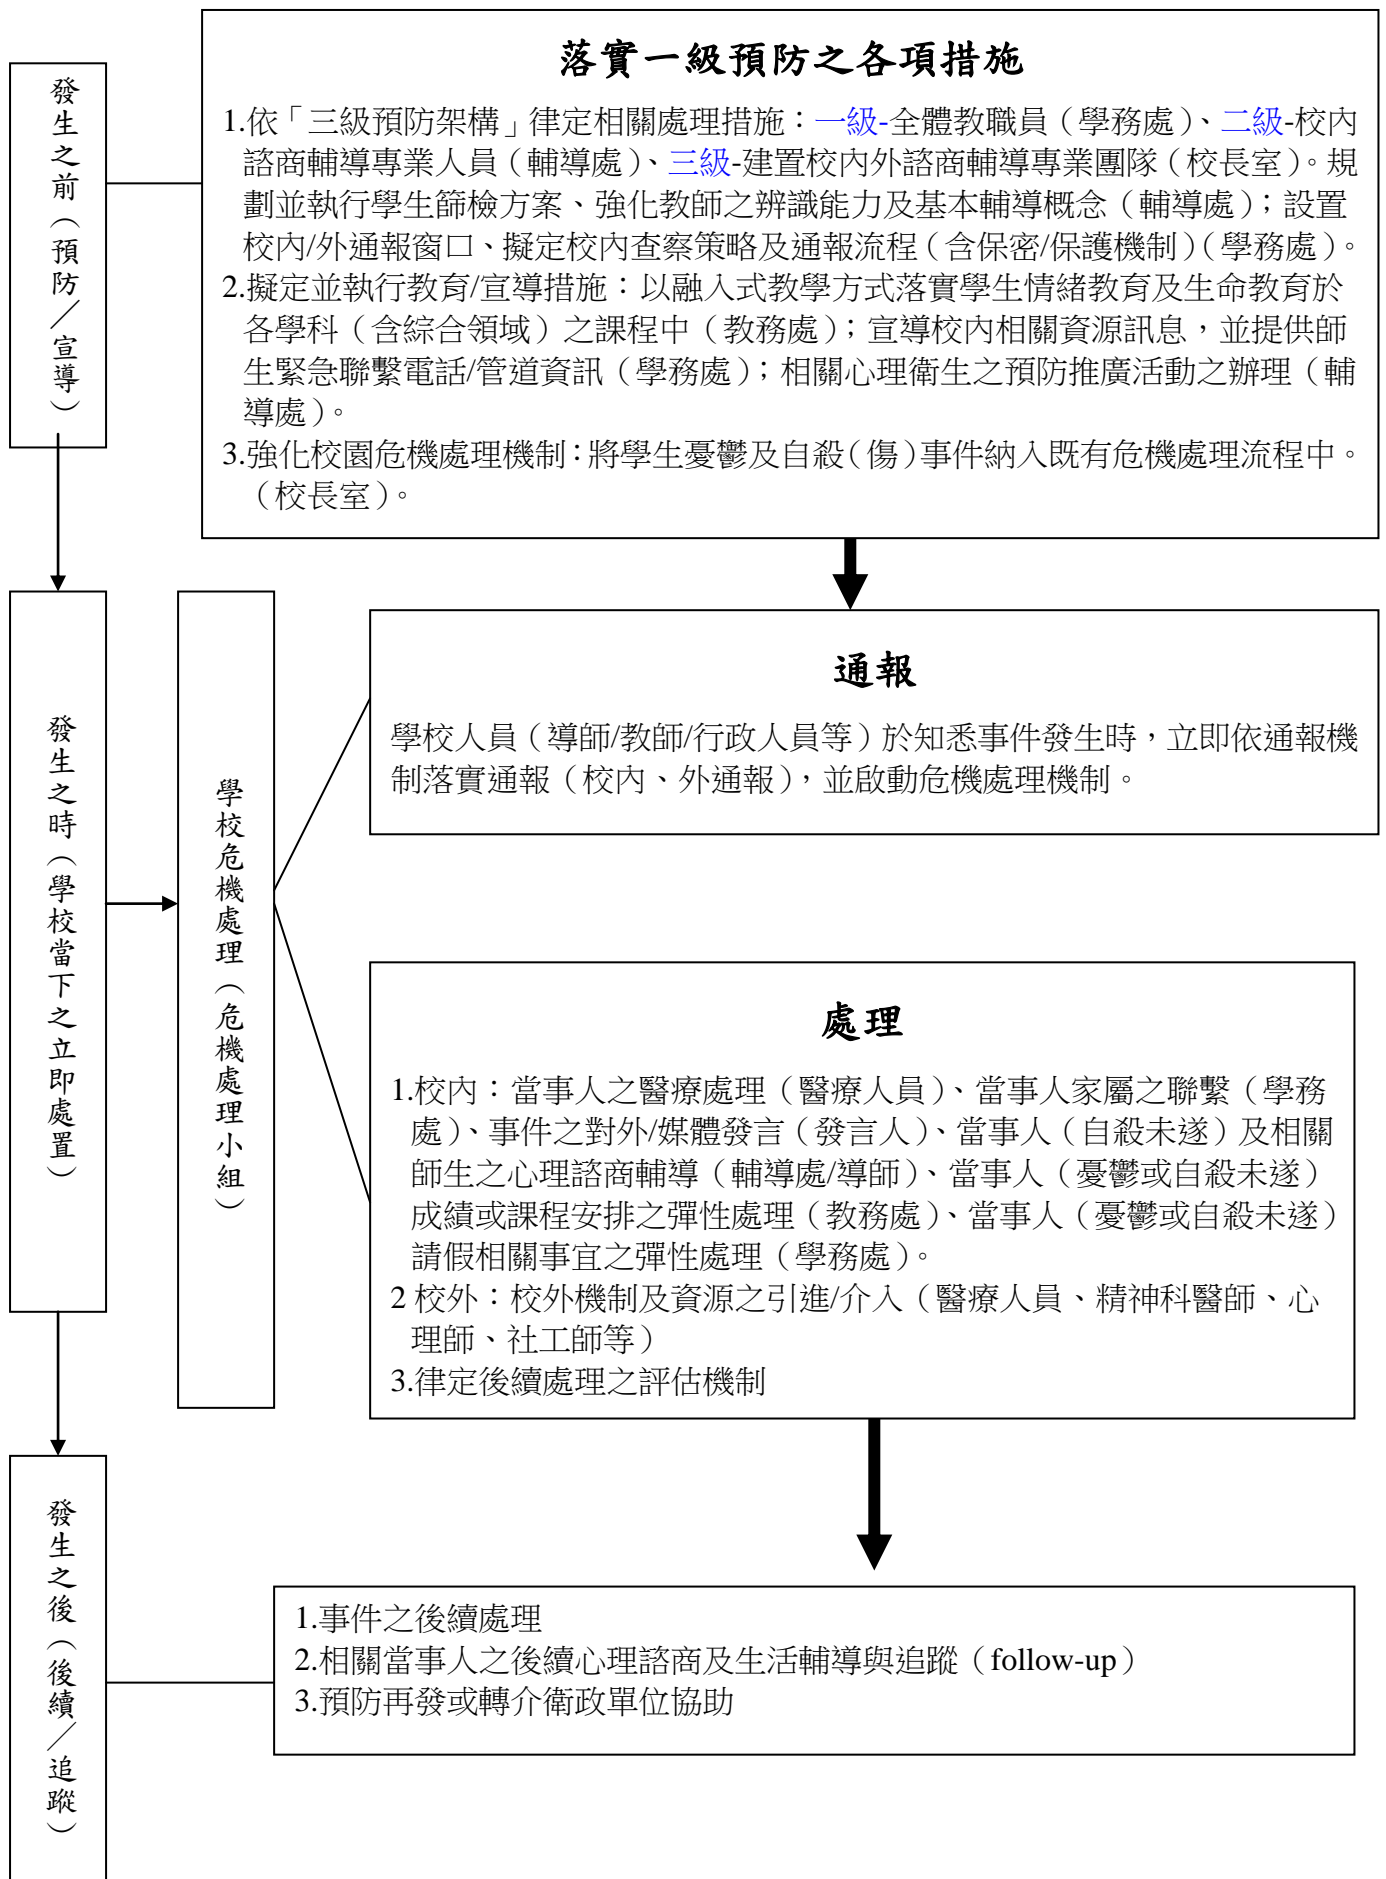 發生之前（預防／宣導）
落實一級預防之各項措施
1.依「三級預防架構」律定相關處理措施：一級-全體教職員（學務處）、二級-校內
諮商輔導專業人員（輔導處）、三級-建置校內外諮商輔導專業團隊（校長室）。規
劃並執行學生篩檢方案、強化教師之辨識能力及基本輔導概念（輔導處）；設置
校內/外通報窗口、擬定校內查察策略及通報流程（含保密/保護機制）（學務處）。
2.擬定並執行教育/宣導措施：以融入式教學方式落實學生情緒教育及生命教育於
各學科（含綜合領域）之課程中（教務處）；宣導校內相關資源訊息，並提供師
生緊急聯繫電話/管道資訊（學務處）；相關心理衛生之預防推廣活動之辦理（輔
導處）。
3.強化校園危機處理機制：將學生憂鬱及自殺（傷）事件納入既有危機處理流程中。
（校長室）。
發生之時（學校當下之立即處置）
學校危機處理（危機處理小組）
通報
學校人員（導師/教師/行政人員等）於知悉事件發生時，立即依通報機
制落實通報（校內、外通報），並啟動危機處理機制。
處理
1.校內：當事人之醫療處理（醫療人員）、當事人家屬之聯繫（學務
處）、事件之對外/媒體發言（發言人）、當事人（自殺未遂）及相關
師生之心理諮商輔導（輔導處/導師）、當事人（憂鬱或自殺未遂）
成績或課程安排之彈性處理（教務處）、當事人（憂鬱或自殺未遂）
請假相關事宜之彈性處理（學務處）。
2 校外：校外機制及資源之引進/介入（醫療人員、精神科醫師、心
理師、社工師等）
3.律定後續處理之評估機制
發生之後（後續／追蹤）
1.事件之後續處理
2.相關當事人之後續心理諮商及生活輔導與追蹤（follow-up）
3.預防再發或轉介衛政單位協助